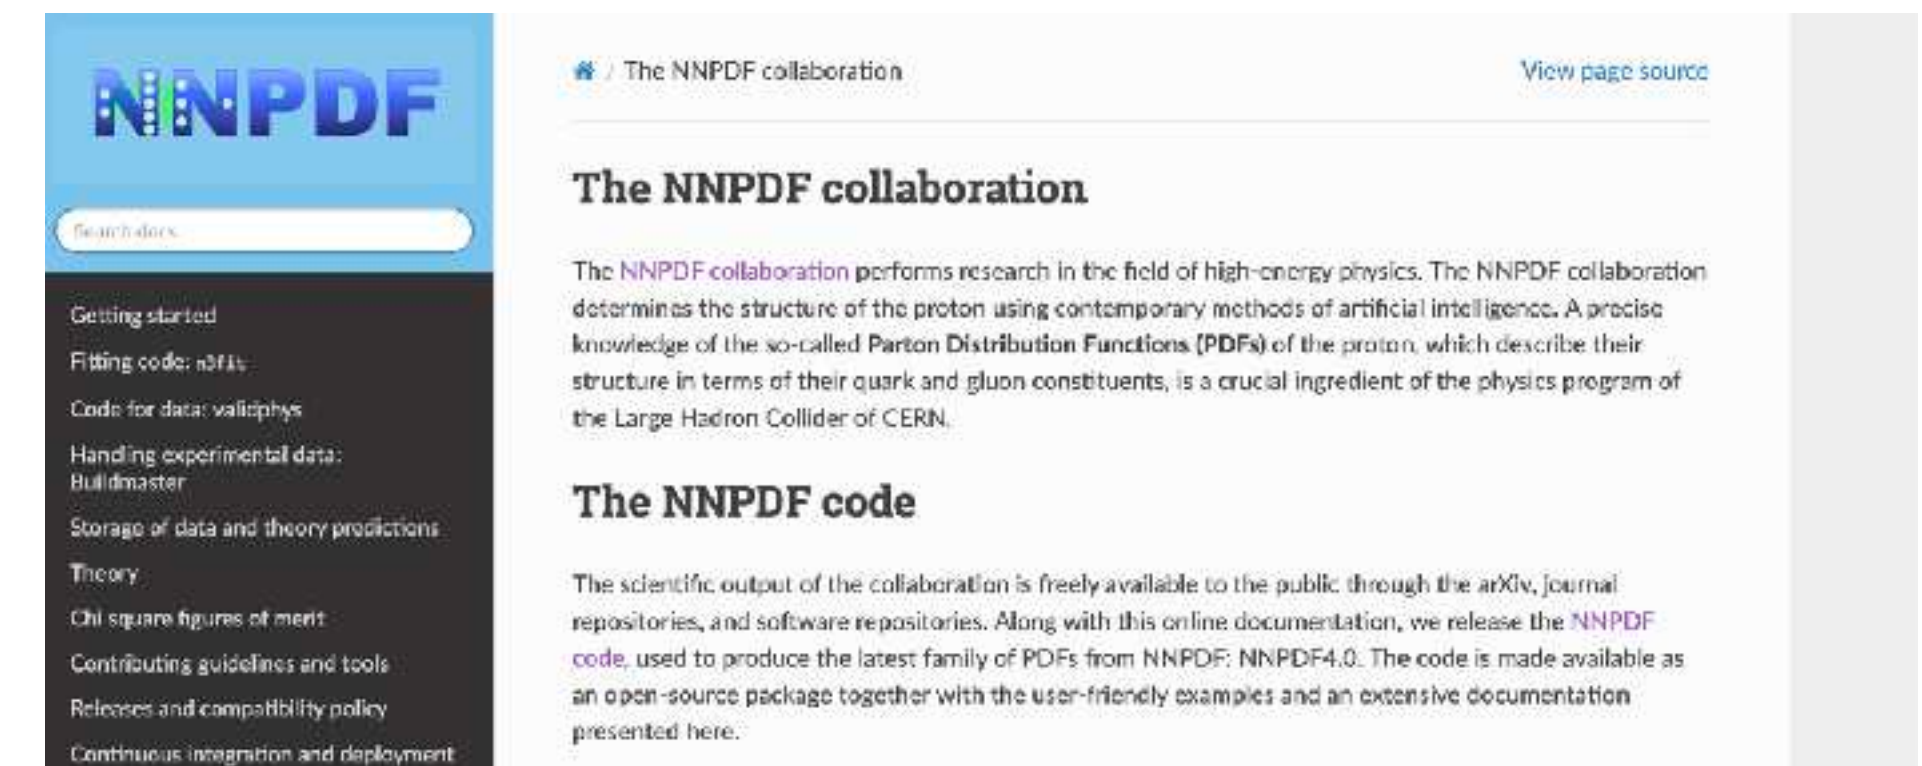 NNPDF
Search docs
Getting started
Fitting code: n3fit
Code for data: validphys
Handling experimental data:
Buildmaster
Storage of data and theory predictions
Theory
Chi square figures of merit
Contributing guidelines and tools
Releases and compatibility policy
Continuous integration and deployment
/ The NNPDF collaboration
View page source
The NNPDF collaboration
The NNPDF collaboration performs research in the field of high-energy physics. The NNPDF collaboration
determines the structure of the proton using contemporary methods of artificial intelligence. A precise
knowledge of the so-called Parton Distribution Functions (PDFs) of the proton, which describe their
structure in terms of their quark and gluon constituents, is a crucial ingredient of the physics program of
the Large Hadron Collider of CERN.
The NNPDF code
The scientific output of the collaboration is freely available to the public through the arXiv, journal
repositories, and software repositories. Along with this online documentation, we release the NNPDF
code, used to produce the latest family of PDFs from NNPDF: NNPDF4.0. The code is made available as
an open-source package together with the user-friendly examples and an extensive documentation
presented here.